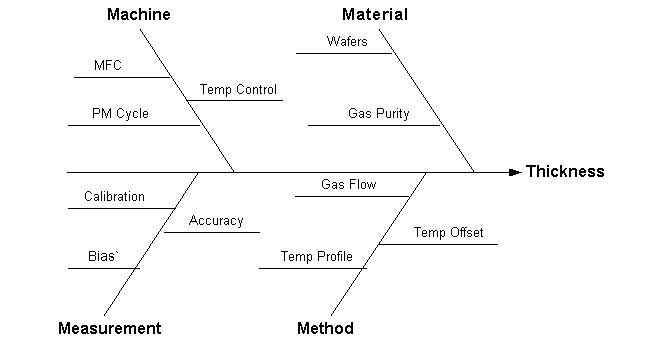 Machine
Material
Wafers
MFC
Temp Control
PM Cycle
Gas Purity
Thickness
Gas Flow
Calibration
Accuracy
Temp Offset
Bias`
Temp Profile
Measurement
Method